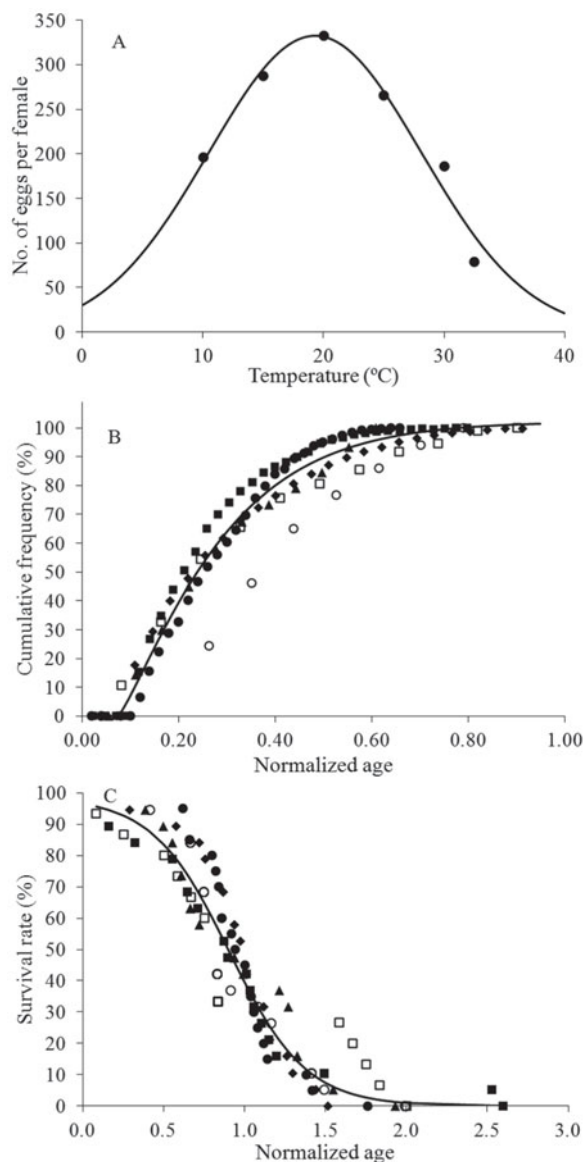 A
No. of eggs per female
350
300
250
200
150
100
50
0
0 10 20 30 40
Temperature (ºC)
B
Cumulative frequency (%)
100
90
80
70
60
50
40
30
20
10
0
0.00 0.20 0.40 0.60 0.80 1.00
Normalized age
C
Survival rate (%)
100
90
80
70
60
50
40
30
20
10
0
0.0 0.5 1.0 1.5 2.0 2.5 3.0
Normalized age